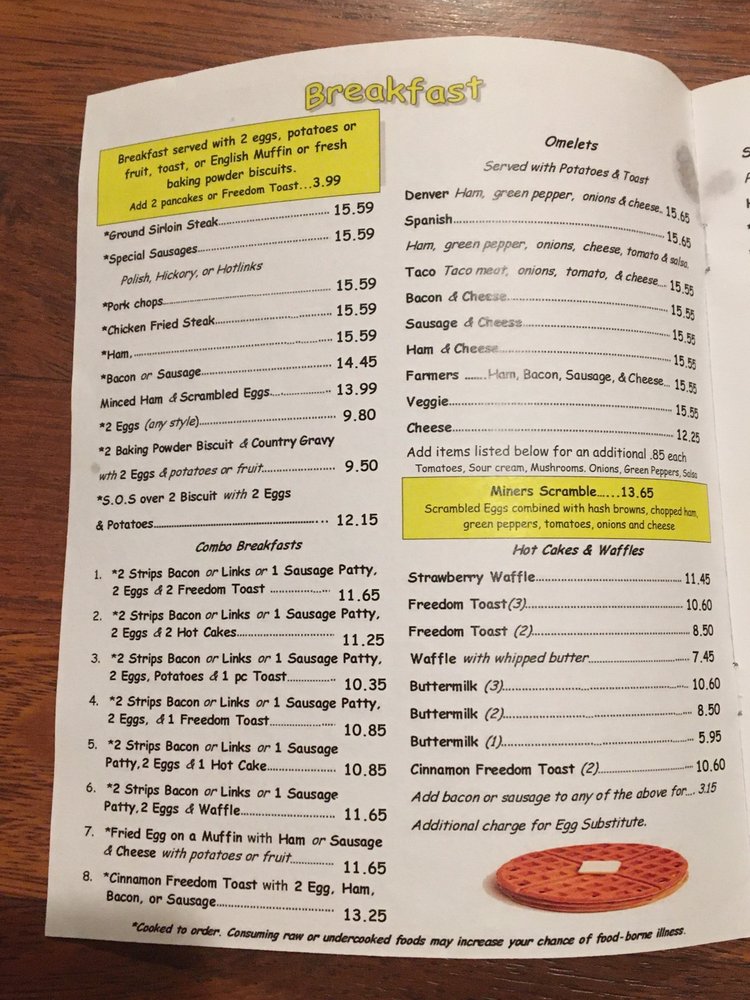 Breakfast
Breakfast served with 2 eggs, potatoes or
fruit, toast, or English Muffin or fresh
baking powder biscuits.
Add 2 pancakes or Freedom Toast...3.99
*Ground Sirloin Steak.......... 15.59
*Special Sausages.......... 15.59
Polish, Hickory, or Hotlinks
*Pork chops.......... 15.59
*Chicken Fried Steak.......... 15.59
*Ham,.......... 15.59
*Bacon or Sausage.......... 14.45
Minced Ham & Scrambled Eggs.......... 13.99
*2 Eggs (any style).......... 9.80
*2 Baking Powder Biscuit & Country Gravy
wth 2 Eggs & potatoes or fruit.......... 9.50
*S.O.S over 2 Biscuit with 2 Eggs
& Potatoes.......... 12.15
Combo Breakfasts
1. *2 Strips Bacon or Links or 1 Sausage Patty,
2 Eggs & 2 Freedom Toast .......... 11.65
2. *2 Strips Bacon or Links or 1 Sausage Patty,
2 Eggs & 2 Hot Cakes.......... 11.25
3. *2 Strips Bacon or Links or 1 Sausage Patty,
2 Eggs, Potatoes & 1 pc Toast.......... 10.35
4. *2 Strips Bacon or Links or 1 Sausage Patty,
2 Eggs, & 1 Freedom Toast.......... 10.85
5. *2 Strips Bacon or Links or 1 Sausage
Patty, 2 Eggs & 1 Hot Cake.......... 10.85
6. *2 Strips Bacon or Links or 1 Sausage
Patty, 2 Eggs & Waffle.......... 11.65
7. *Fried Egg on a Muffin with Ham or Sausage
& Cheese with potatoes or fruit.......... 11.65
8. *Cinnamon Freedom Toast with 2 Egg, Ham,
Bacon, or Sausage.......... 13.25
Omelets
Served with Potatoes & Toast
Denver Ham, green pepper, onions & cheese.. 15.65
Spanish.......... 15.65
Ham, green pepper, onions, cheese, tomato & salsa.
Taco Taco meat, onions, tomato, & cheese.... 15.55
Bacon & Cheese.......... 15.55
Sausage & Cheese.......... 15.55
Ham & Cheese.......... 15.55
Farmers .......Ham, Bacon, Sausage, & Cheese... 15.55
Veggie.......... 15.55
Cheese.......... 12.25
Add items listed below for an additional .85 each
Tomatoes, Sour cream, Mushrooms. Onions, Green Peppers, Salsa
Miners Scramble......13.65
Scrambled Eggs combined with hash browns, chopped ham,
green peppers, tomatoes, onions and cheese
Hot Cakes & Waffles
Strawberry Waffle.......... 11.45
Freedom Toast(3).......... 10.60
Freedom Toast (2).......... 8.50
Waffle with whipped butter.......... 7.45
Buttermilk (3).......... 10.60
Buttermilk (2).......... 8.50
Buttermilk (1).......... 5.95
Cinnamon Freedom Toast (2).......... 10.60
Add bacon or sausage to any of the above for.... 3.15
Additional charge for Egg Substitute.
*Cooked to order. Consuming raw or undercooked foods may increase your chance of food-borne illness.